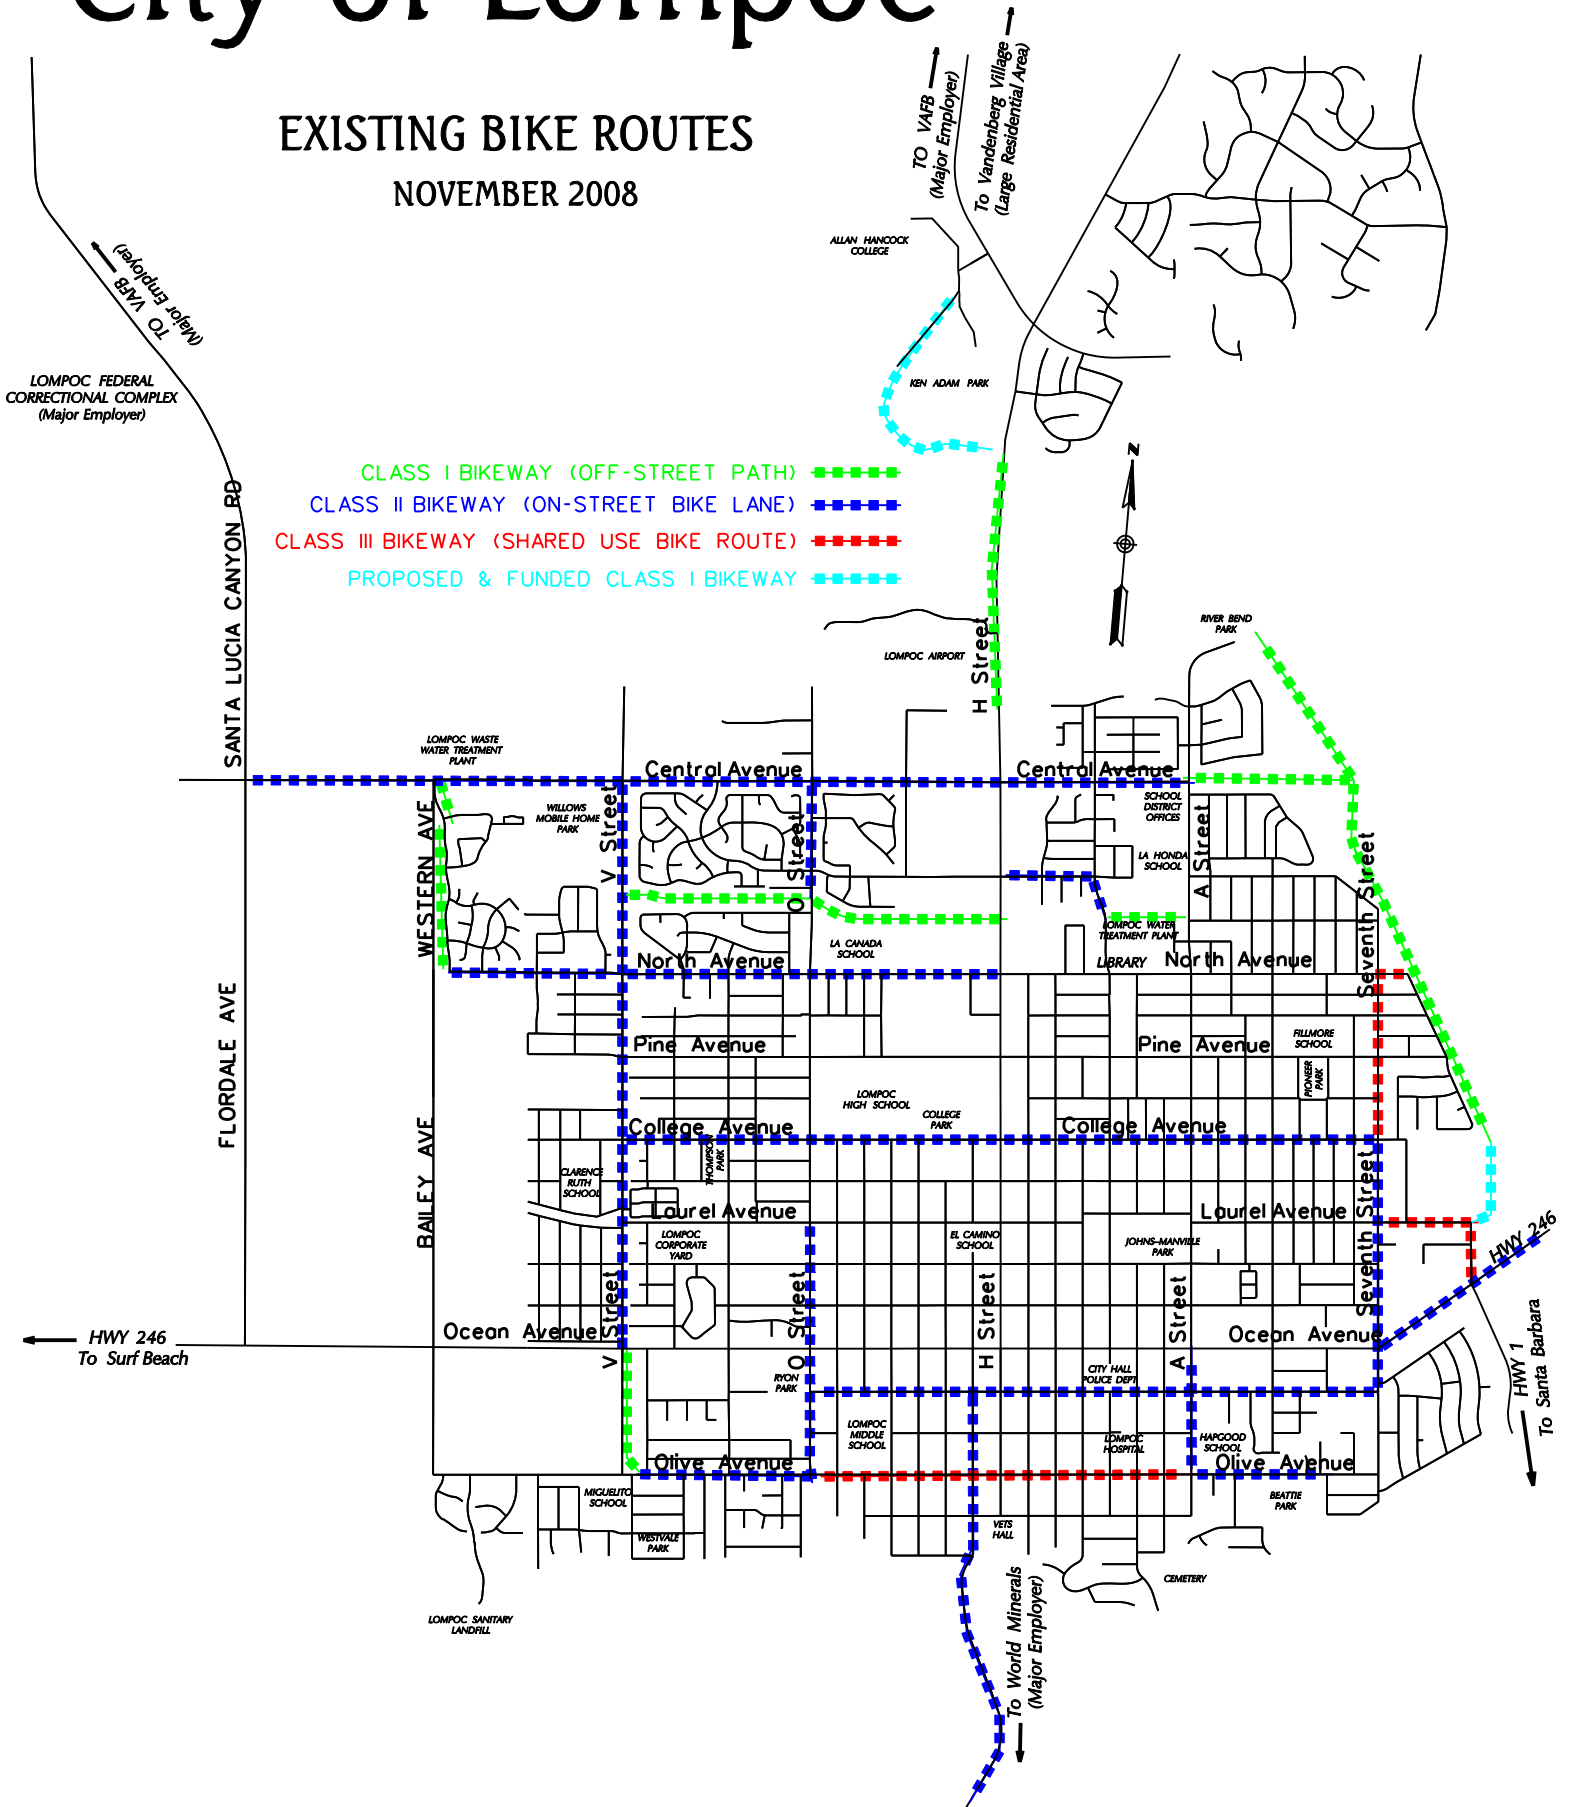 City of Lompoc
EXISTING BIKE ROUTES
NOVEMBER 2008
TO VAFB
(Major Employer)
To Vandenberg Village
(Large Residential Area)
ALLAN HANCOCK
COLLEGE
TO VAFB
(Major Employer)
KEN ADAM PARK
LOMPOC FEDERAL
CORRECTIONAL COMPLEX
(Major Employer)
N
CLASS I BIKEWAY (OFF-STREET PATH)
CLASS II BIKEWAY (ON-STREET BIKE LANE)
CLASS III BIKEWAY (SHARED USE BIKE ROUTE)
PROPOSED & FUNDED CLASS I BIKEWAY
SANTA LUCIA CANYON RD
RIVER BEND
PARK
LOMPOC AIRPORT
H Street
LOMPOC WASTE
WATER TREATMENT
PLANT
Central Avenue
Central Avenue
WILLOWS
MOBILE HOME
PARK
SCHOOL
DISTRICT
OFFICES
WESTERN AVE
V Street
O Street
A Street
Seventh Street
LA HONDA
SCHOOL
LOMPOC WATER
TREATMENT PLANT
LA CANADA
SCHOOL
North Avenue
LIBRARY
North Avenue
FLORDALE AVE
Pine Avenue
Pine Avenue
FILLMORE
SCHOOL
PIONEER
PARK
LOMPOC
HIGH SCHOOL
COLLEGE
PARK
College Avenue
College Avenue
BAILEY AVE
CLARENCE
RUTH
SCHOOL
THOMPSON
PARK
Seventh Street
Laurel Avenue
Laurel Avenue
LOMPOC
CORPORATE
YARD
EL CAMINO
SCHOOL
JOHNS-MANVILLE
PARK
HWY 246
V Street
O Street
H Street
A Street
Ocean Avenue
Ocean Avenue
HWY 246
To Surf Beach
HWY 1
To Santa Barbara
RYON
PARK
CITY HALL
POLICE DEPT
LOMPOC
MIDDLE
SCHOOL
LOMPOC
HOSPITAL
HAPGOOD
SCHOOL
Olive Avenue
Olive Avenue
MIGUELITO
SCHOOL
BEATTIE
PARK
WESTVALE
PARK
VETS
HALL
CEMETERY
LOMPOC SANITARY
LANDFILL
To World Minerals
(Major Employer)